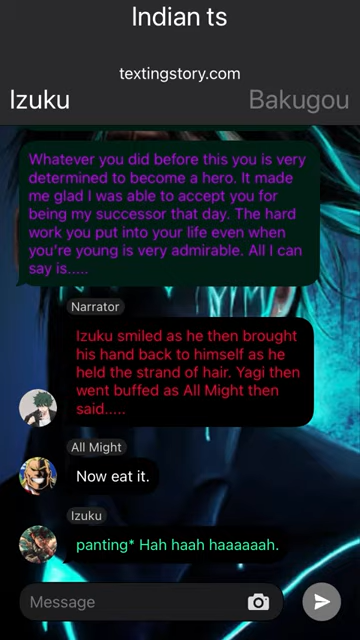 Indian ts
textingstory.com
Izuku
Bakugou
Whatever you did before this you is very
determined to become a hero. It made
me glad I was able to accept you for
being my successor that day. The hard
work you put into your life even when
you're young is very admirable. All I can
say is.....
Narrator
Izuku smiled as he then brought
his hand back to himself as he
held the strand of hair. Yagi then
went buffed as All Might then
said.....
All Might
Now eat it.
Izuku
panting* Hah haah haaaaaah.
Message